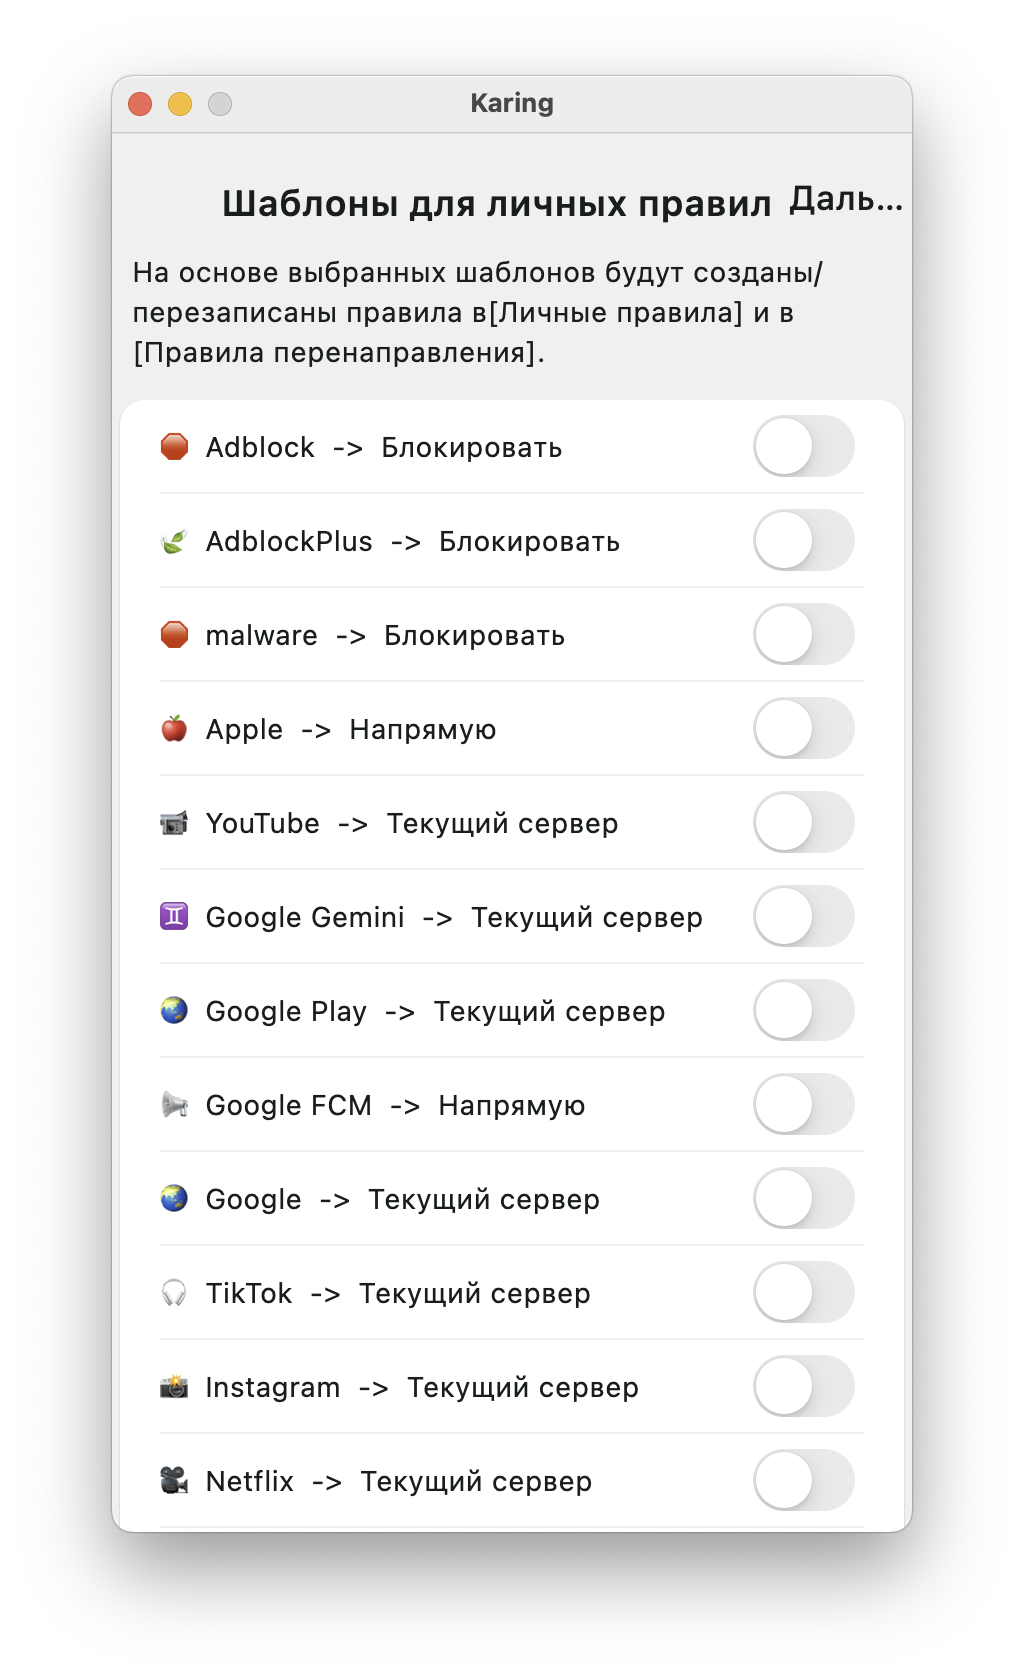 Karing
Шаблоны для личных правил Даль...
На основе выбранных шаблонов будут созданы/
перезаписаны правила в[Личные правила] и в
[Правила перенаправления].
Adblock -> Блокировать
AdblockPlus -> Блокировать
malware -> Блокировать
Apple -> Напрямую
YouTube -> Текущий сервер
Google Gemini -> Текущий сервер
Google Play -> Текущий сервер
Google FCM -> Напрямую
Google -> Текущий сервер
TikTok -> Текущий сервер
Instagram -> Текущий сервер
Netflix -> Текущий сервер